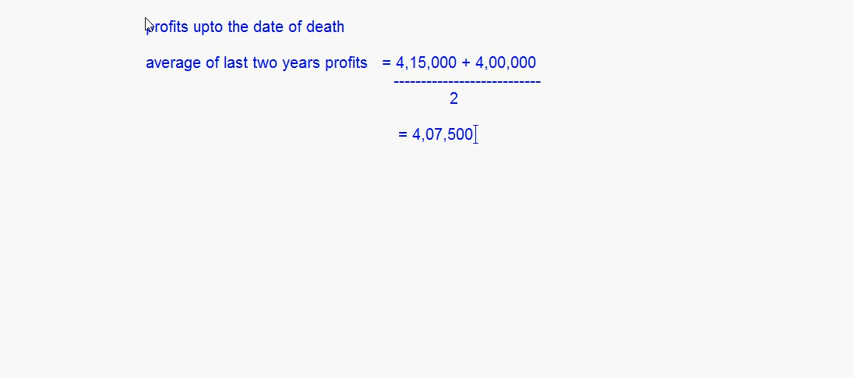 profits upto the date of death
average of last two years profits = 4,15,000 + 4,00,000
---------------------------
2
= 4,07,500